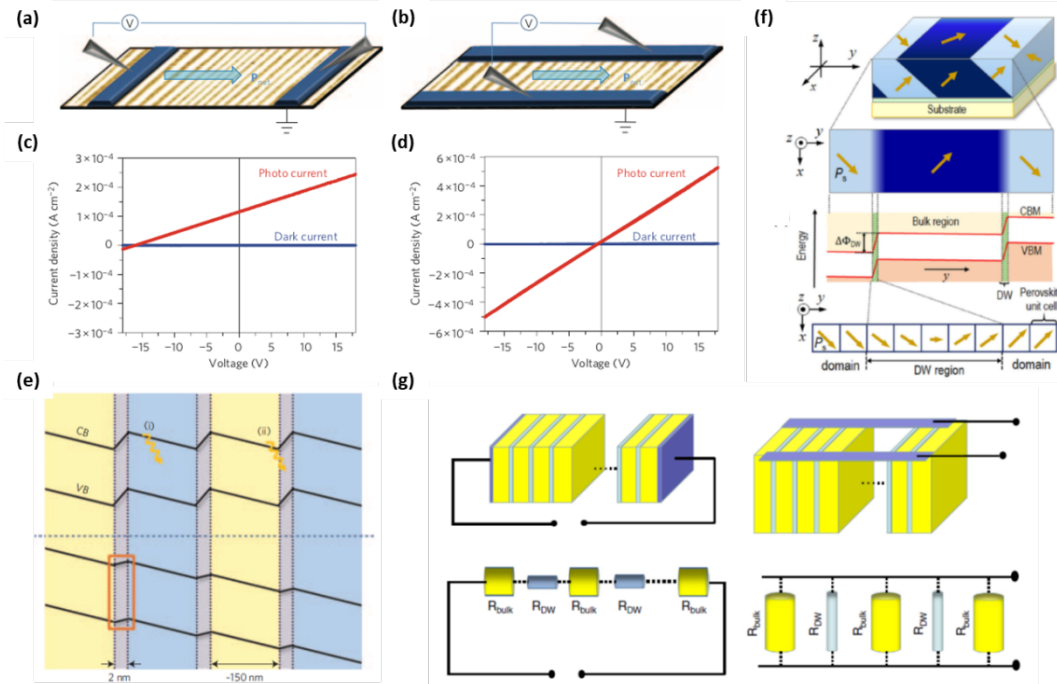 (a)
V
P
(b)
V
P
(c)
3×10⁻⁴
2×10⁻⁴
1×10⁻⁴
0
−1×10⁻⁴
−2×10⁻⁴
−3×10⁻⁴
Current density (A cm⁻²)
Photo current
Dark current
−15 −10 −5 0 5 10 15
Voltage (V)
(d)
6×10⁻⁴
4×10⁻⁴
2×10⁻⁴
0
−2×10⁻⁴
−4×10⁻⁴
−6×10⁻⁴
Current density (A cm⁻²)
Photo current
Dark current
−15 −10 −5 0 5 10 15
Voltage (V)
(e)
CB
VB
(i)
(ii)
2 nm
~150 nm
(f)
z
y
x
Substrate
z
y
x
Pₛ
Energy
Bulk region
CBM
ΔΦ_DW
VBM
y
DW
Perovskite
unit cell
z
y
x
Pₛ
domain
DW region
domain
(g)
R_bulk R_DW R_bulk R_DW R_bulk
R_bulk R_DW R_bulk R_DW R_bulk